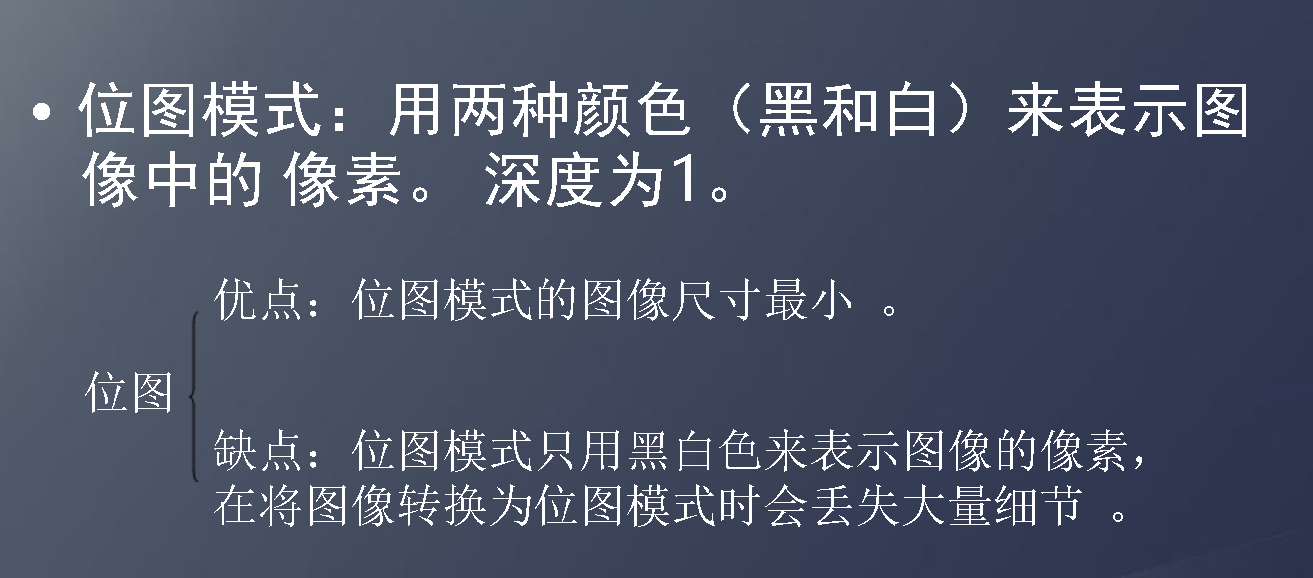 • 位图模式：用两种颜色（黑和白）来表示图
像中的 像素。 深度为1。
优点：位图模式的图像尺寸最小 。
位图
缺点：位图模式只用黑白色来表示图像的像素，
在将图像转换为位图模式时会丢失大量细节 。